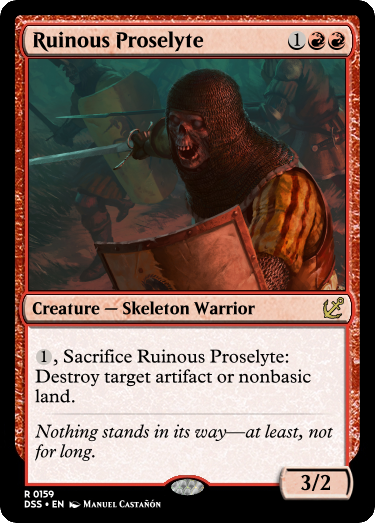 Ruinous Proselyte 1
Creature — Skeleton Warrior
1, Sacrifice Ruinous Proselyte:
Destroy target artifact or nonbasic
land.
Nothing stands in its way—at least, not
for long.
3/2
R 0159
DSS • EN Manuel Castañón